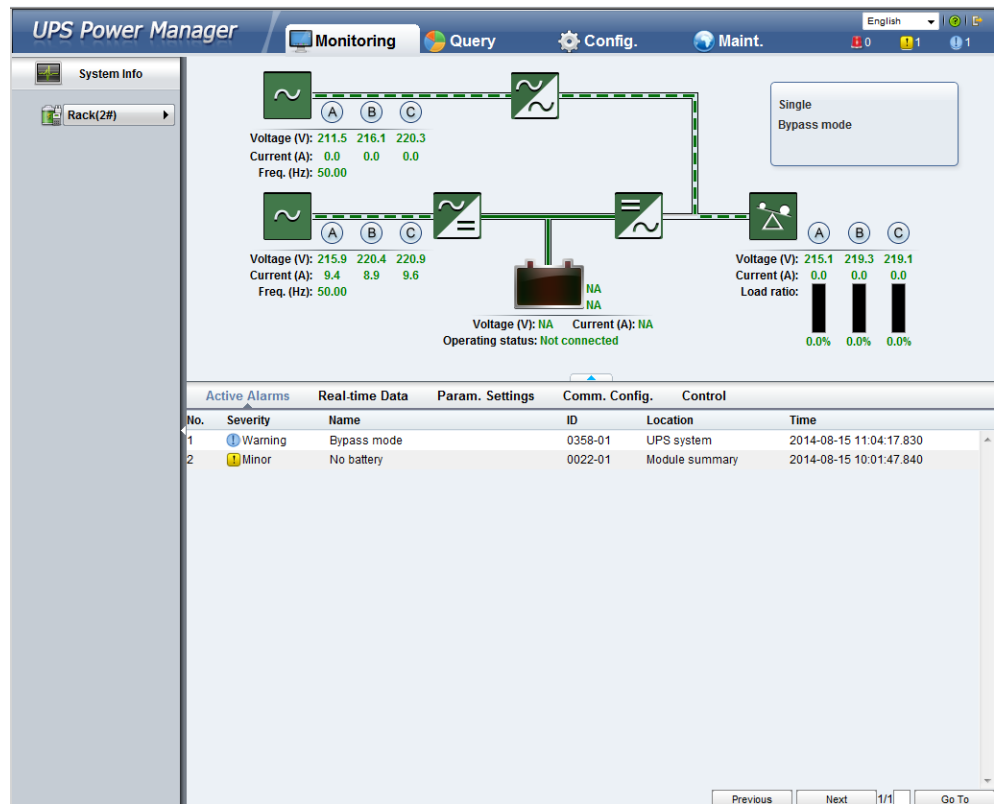 UPS Power Manager
English
Monitoring
Query
Config.
Maint.
0
1
1
System Info
Rack(2#)
A B C
Voltage (V): 211.5 216.1 220.3
Current (A): 0.0 0.0 0.0
Freq. (Hz): 50.00
Single
Bypass mode
A B C
Voltage (V): 215.9 220.4 220.9
Current (A): 9.4 8.9 9.6
Freq. (Hz): 50.00
NA
NA
Voltage (V): NA Current (A): NA
Operating status: Not connected
A B C
Voltage (V): 215.1 219.3 219.1
Current (A): 0.0 0.0 0.0
Load ratio:
0.0% 0.0% 0.0%
Active Alarms Real-time Data Param. Settings Comm. Config. Control
No. Severity Name ID Location Time
1 Warning Bypass mode 0358-01 UPS system 2014-08-15 11:04:17.830
2 Minor No battery 0022-01 Module summary 2014-08-15 10:01:47.840
Previous Next 1/1 Go To